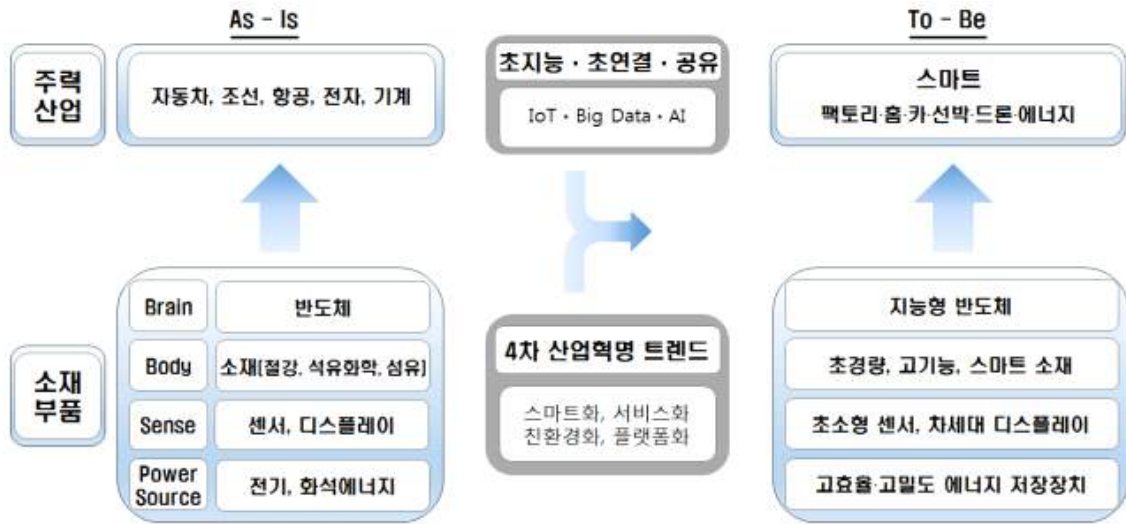 As - Is
To - Be
주력
산업
자동차, 조선, 항공, 전자, 기계
초지능 · 초연결 · 공유
IoT · Big Data · AI
스마트
팩토리·홈·카·선박·드론·에너지
소재
부품
Brain
반도체
Body
소재(철강, 석유화학, 섬유)
Sense
센서, 디스플레이
Power
Source
전기, 화석에너지
4차 산업혁명 트렌드
스마트화, 서비스화
친환경화, 플랫폼화
지능형 반도체
초경량, 고기능, 스마트 소재
초소형 센서, 차세대 디스플레이
고효율·고밀도 에너지 저장장치